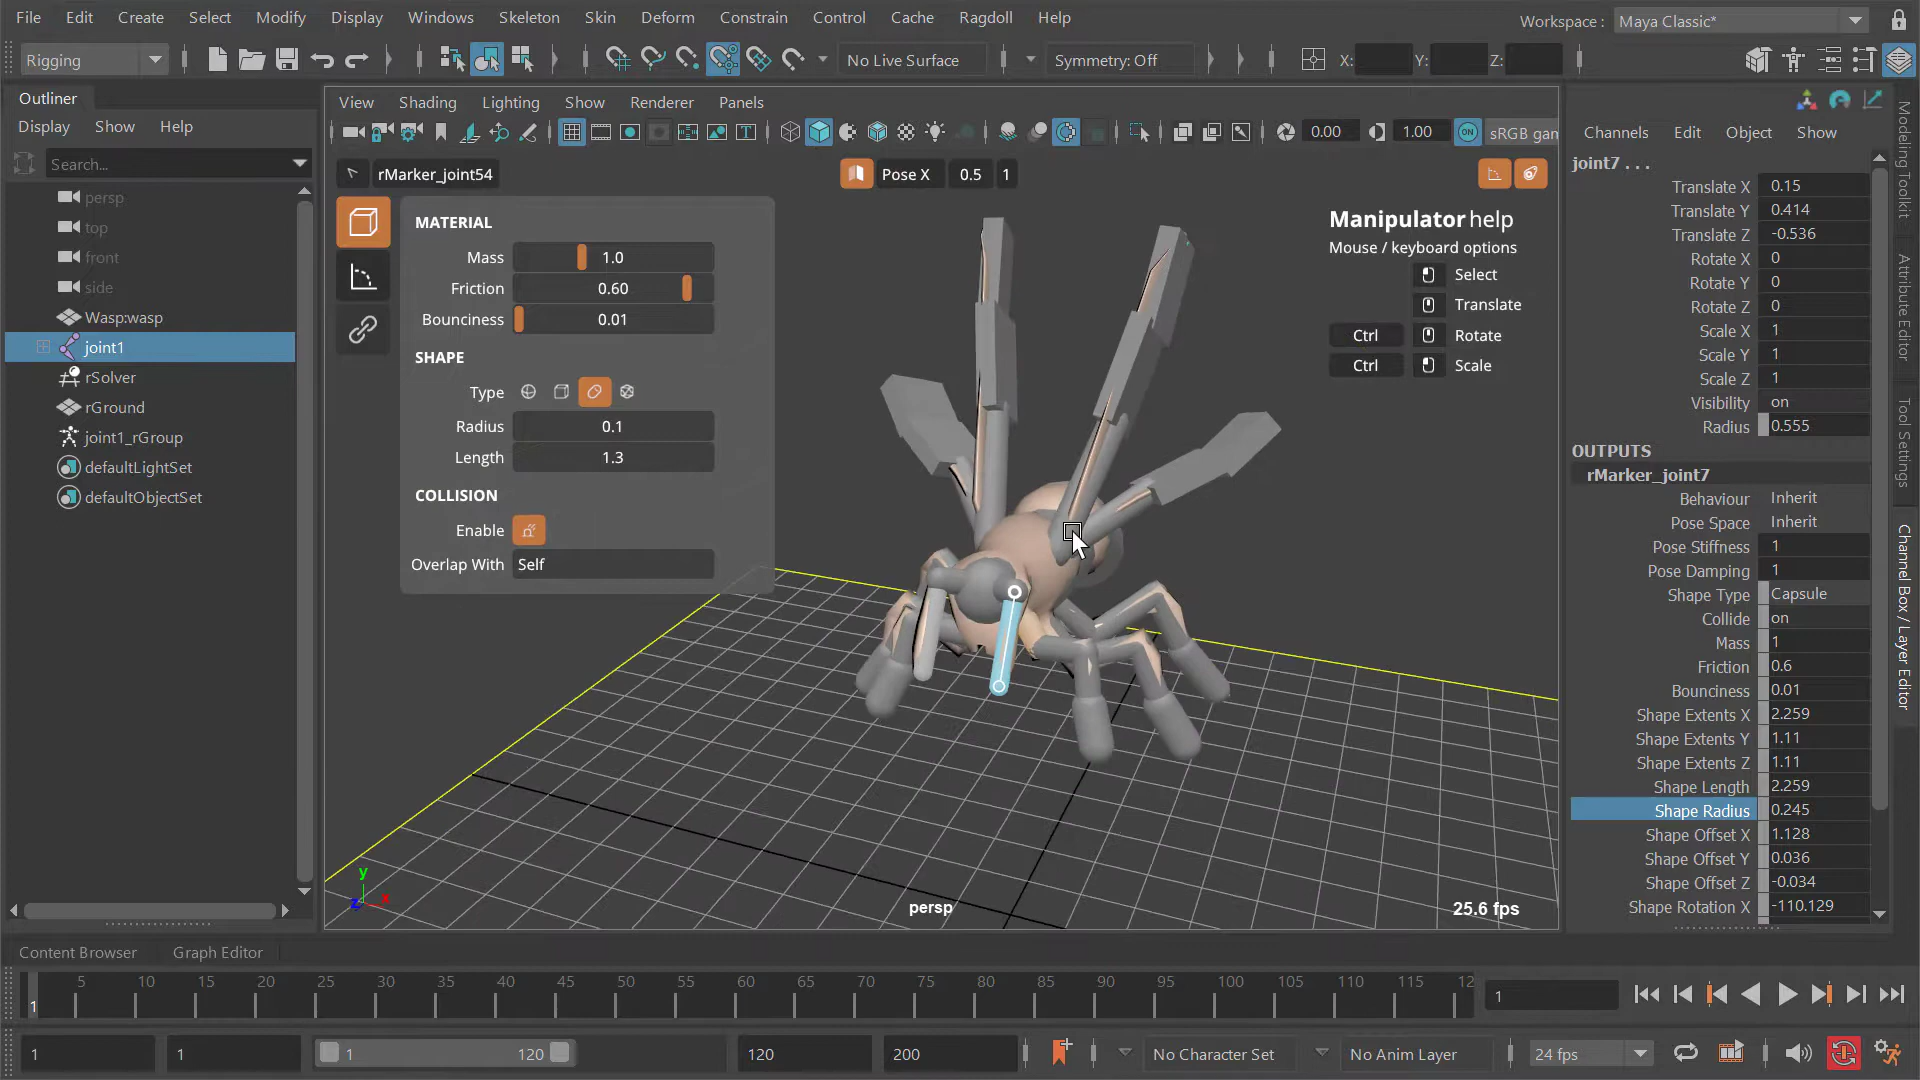 File Edit Create Select Modify Display Windows Skeleton Skin Deform Constrain Control Cache Ragdoll Help Workspace : Maya Classic*
Rigging No Live Surface Symmetry: Off X: Y: Z:
Outliner
Display Show Help
Search...
persp
top
front
side
Wasp:wasp
joint1
rSolver
rGround
joint1_rGroup
defaultLightSet
defaultObjectSet
View Shading Lighting Show Renderer Panels
0.00 1.00 ON sRGB gan
rMarker_joint54
Pose X 0.5 1
MATERIAL
Mass 1.0
Friction 0.60
Bounciness 0.01
SHAPE
Type
Radius 0.1
Length 1.3
COLLISION
Enable
Overlap With Self
Manipulator help
Mouse / keyboard options
Select
Translate
Ctrl Rotate
Ctrl Scale
y
z x
persp
25.6 fps
Channels Edit Object Show
joint7 . . .
Translate X 0.15
Translate Y 0.414
Translate Z -0.536
Rotate X 0
Rotate Y 0
Rotate Z 0
Scale X 1
Scale Y 1
Scale Z 1
Visibility on
Radius 0.555
OUTPUTS
rMarker_joint7
Behaviour Inherit
Pose Space Inherit
Pose Stiffness 1
Pose Damping 1
Shape Type Capsule
Collide on
Mass 1
Friction 0.6
Bounciness 0.01
Shape Extents X 2.259
Shape Extents Y 1.11
Shape Extents Z 1.11
Shape Length 2.259
Shape Radius 0.245
Shape Offset X 1.128
Shape Offset Y 0.036
Shape Offset Z -0.034
Shape Rotation X -110.129
Modeling Toolkit
Attribute Editor
Tool Settings
Channel Box / Layer Editor
Content Browser Graph Editor
1 5 10 15 20 25 30 35 40 45 50 55 60 65 70 75 80 85 90 95 100 105 110 115 12
1
1 1 1 120 120 200 No Character Set No Anim Layer 24 fps